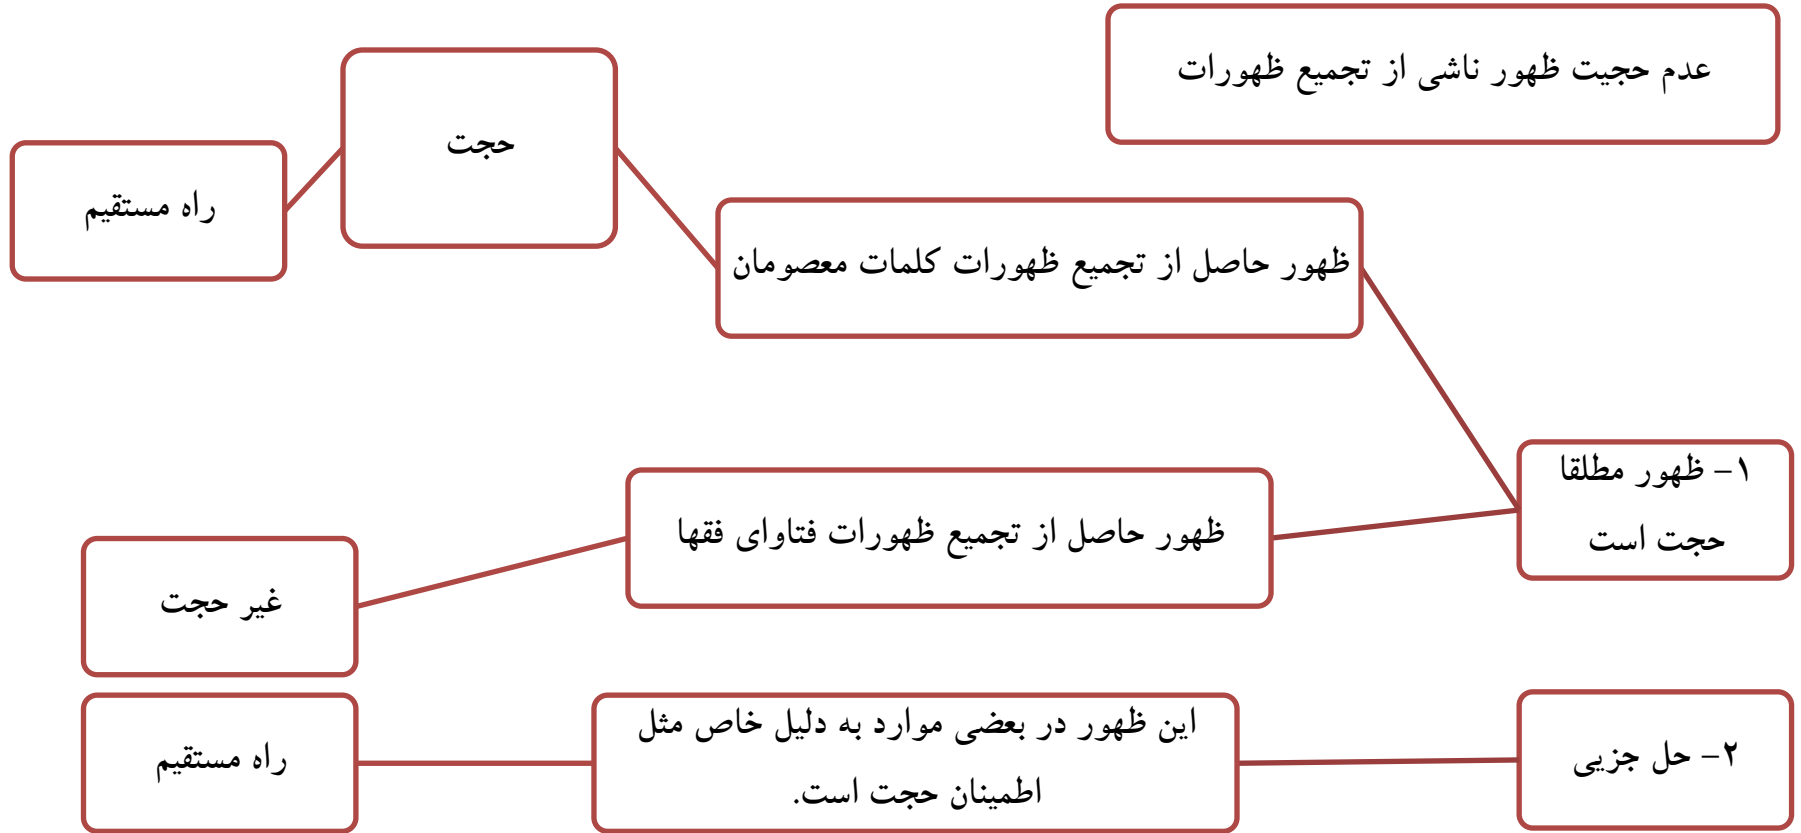 عدم حجیت ظهور ناشی از تجمیع ظهورات
حجت
راه مستقیم
ظهور حاصل از تجمیع ظهورات کلمات معصومان
۱- ظهور مطلقا
حجت است
ظهور حاصل از تجمیع ظهورات فتاوای فقها
غیر حجت
۲- حل جزیی
این ظهور در بعضی موارد به دلیل خاص مثل
اطمینان حجت است.
راه مستقیم